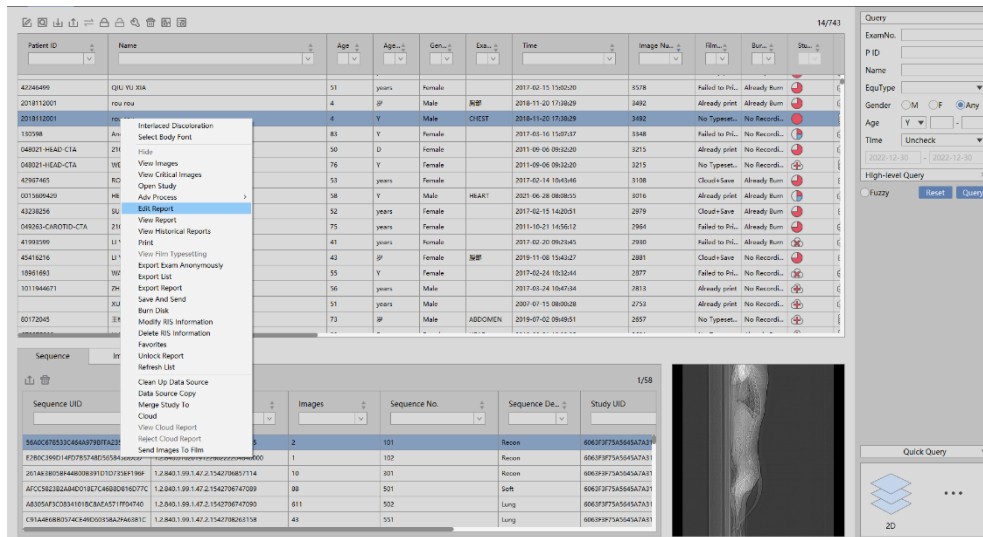 14/743
Patient ID Name Age Age... Gen... Exa... Time Image Nu... Film... Bur... Stu...
42246499 QIU YU XIA 51 years Female 2017-02-15 15:02:20 3578 Failed to Pri... Already Burn
2018112001 rou rou 4 岁 Male 胸部 2018-11-20 17:38:29 3492 Already print Already Burn
2018112001 4 Y Male CHEST 2018-11-20 17:38:29 3492 No Typeset... No Recordi...
130598 83 Y Female 2017-03-16 15:07:37 3348 Failed to Pri... No Recordi...
048021-HEAD-CTA 50 D Female 2011-09-06 09:32:20 3215 Already print No Recordi...
048021-HEAD-CTA 76 Y Female 2011-09-06 09:32:20 3215 No Typeset... No Recordi...
42967465 53 years Female 2017-02-14 10:43:46 3108 Cloud+Save Already Burn
0015609429 58 Y Male HEART 2021-06-28 08:08:55 3016 Already print Already Burn
43238256 52 years Female 2017-02-15 14:20:51 2979 Cloud+Save Already Burn
049263-CAROTID-CTA 75 years Female 2011-10-21 14:56:12 2964 Failed to Pri... Already Burn
41993599 41 years Female 2017-02-20 09:23:45 2930 Failed to Pri... Already Burn
45416216 43 岁 Female 胸部 2019-11-08 15:43:27 2881 Cloud+Save Already Burn
18961693 55 Y Female 2017-02-24 10:32:44 2877 Failed to Pri... No Recordi...
1011944671 56 years Male 2017-03-24 10:47:34 2813 Already print No Recordi...
51 years Male 2007-07-15 08:00:28 2753 Already print No Recordi...
80172045 73 岁 Male ABDOMEN 2019-07-02 09:49:51 2657 No Typeset... No Recordi...
Interlaced Discoloration
Select Body Font
Hide
View Images
View Critical Images
Open Study
Adv Process
Edit Report
View Report
View Historical Reports
Print
View Film Typesetting
Export Exam Anonymously
Export List
Export Report
Save And Send
Burn Disk
Modify RIS Information
Delete RIS Information
Favorites
Unlock Report
Refresh List
Clean Up Data Source
Data Source Copy
Merge Study To
Cloud
View Cloud Report
Reject Cloud Report
Send Images To Film
Sequence
1/58
Sequence UID Images Sequence No. Sequence De... Study UID
2 101 Recon
1 102 Recon
1.2.840.1.99.1.47.2.1542706857114 10 301 Recon
1.2.840.1.99.1.47.2.1542706747089 88 501 Soft
1.2.840.1.99.1.47.2.1542706747090 611 502 Lung
1.2.840.1.99.1.47.2.1542708263158 43 551 Lung
Query
ExamNo.
P ID
Name
EquType
Gender M F Any
Age Y -
Time Uncheck
2022-12-30 - 2022-12-30
High-level Query
Fuzzy Reset Query
Quick Query
2D
...